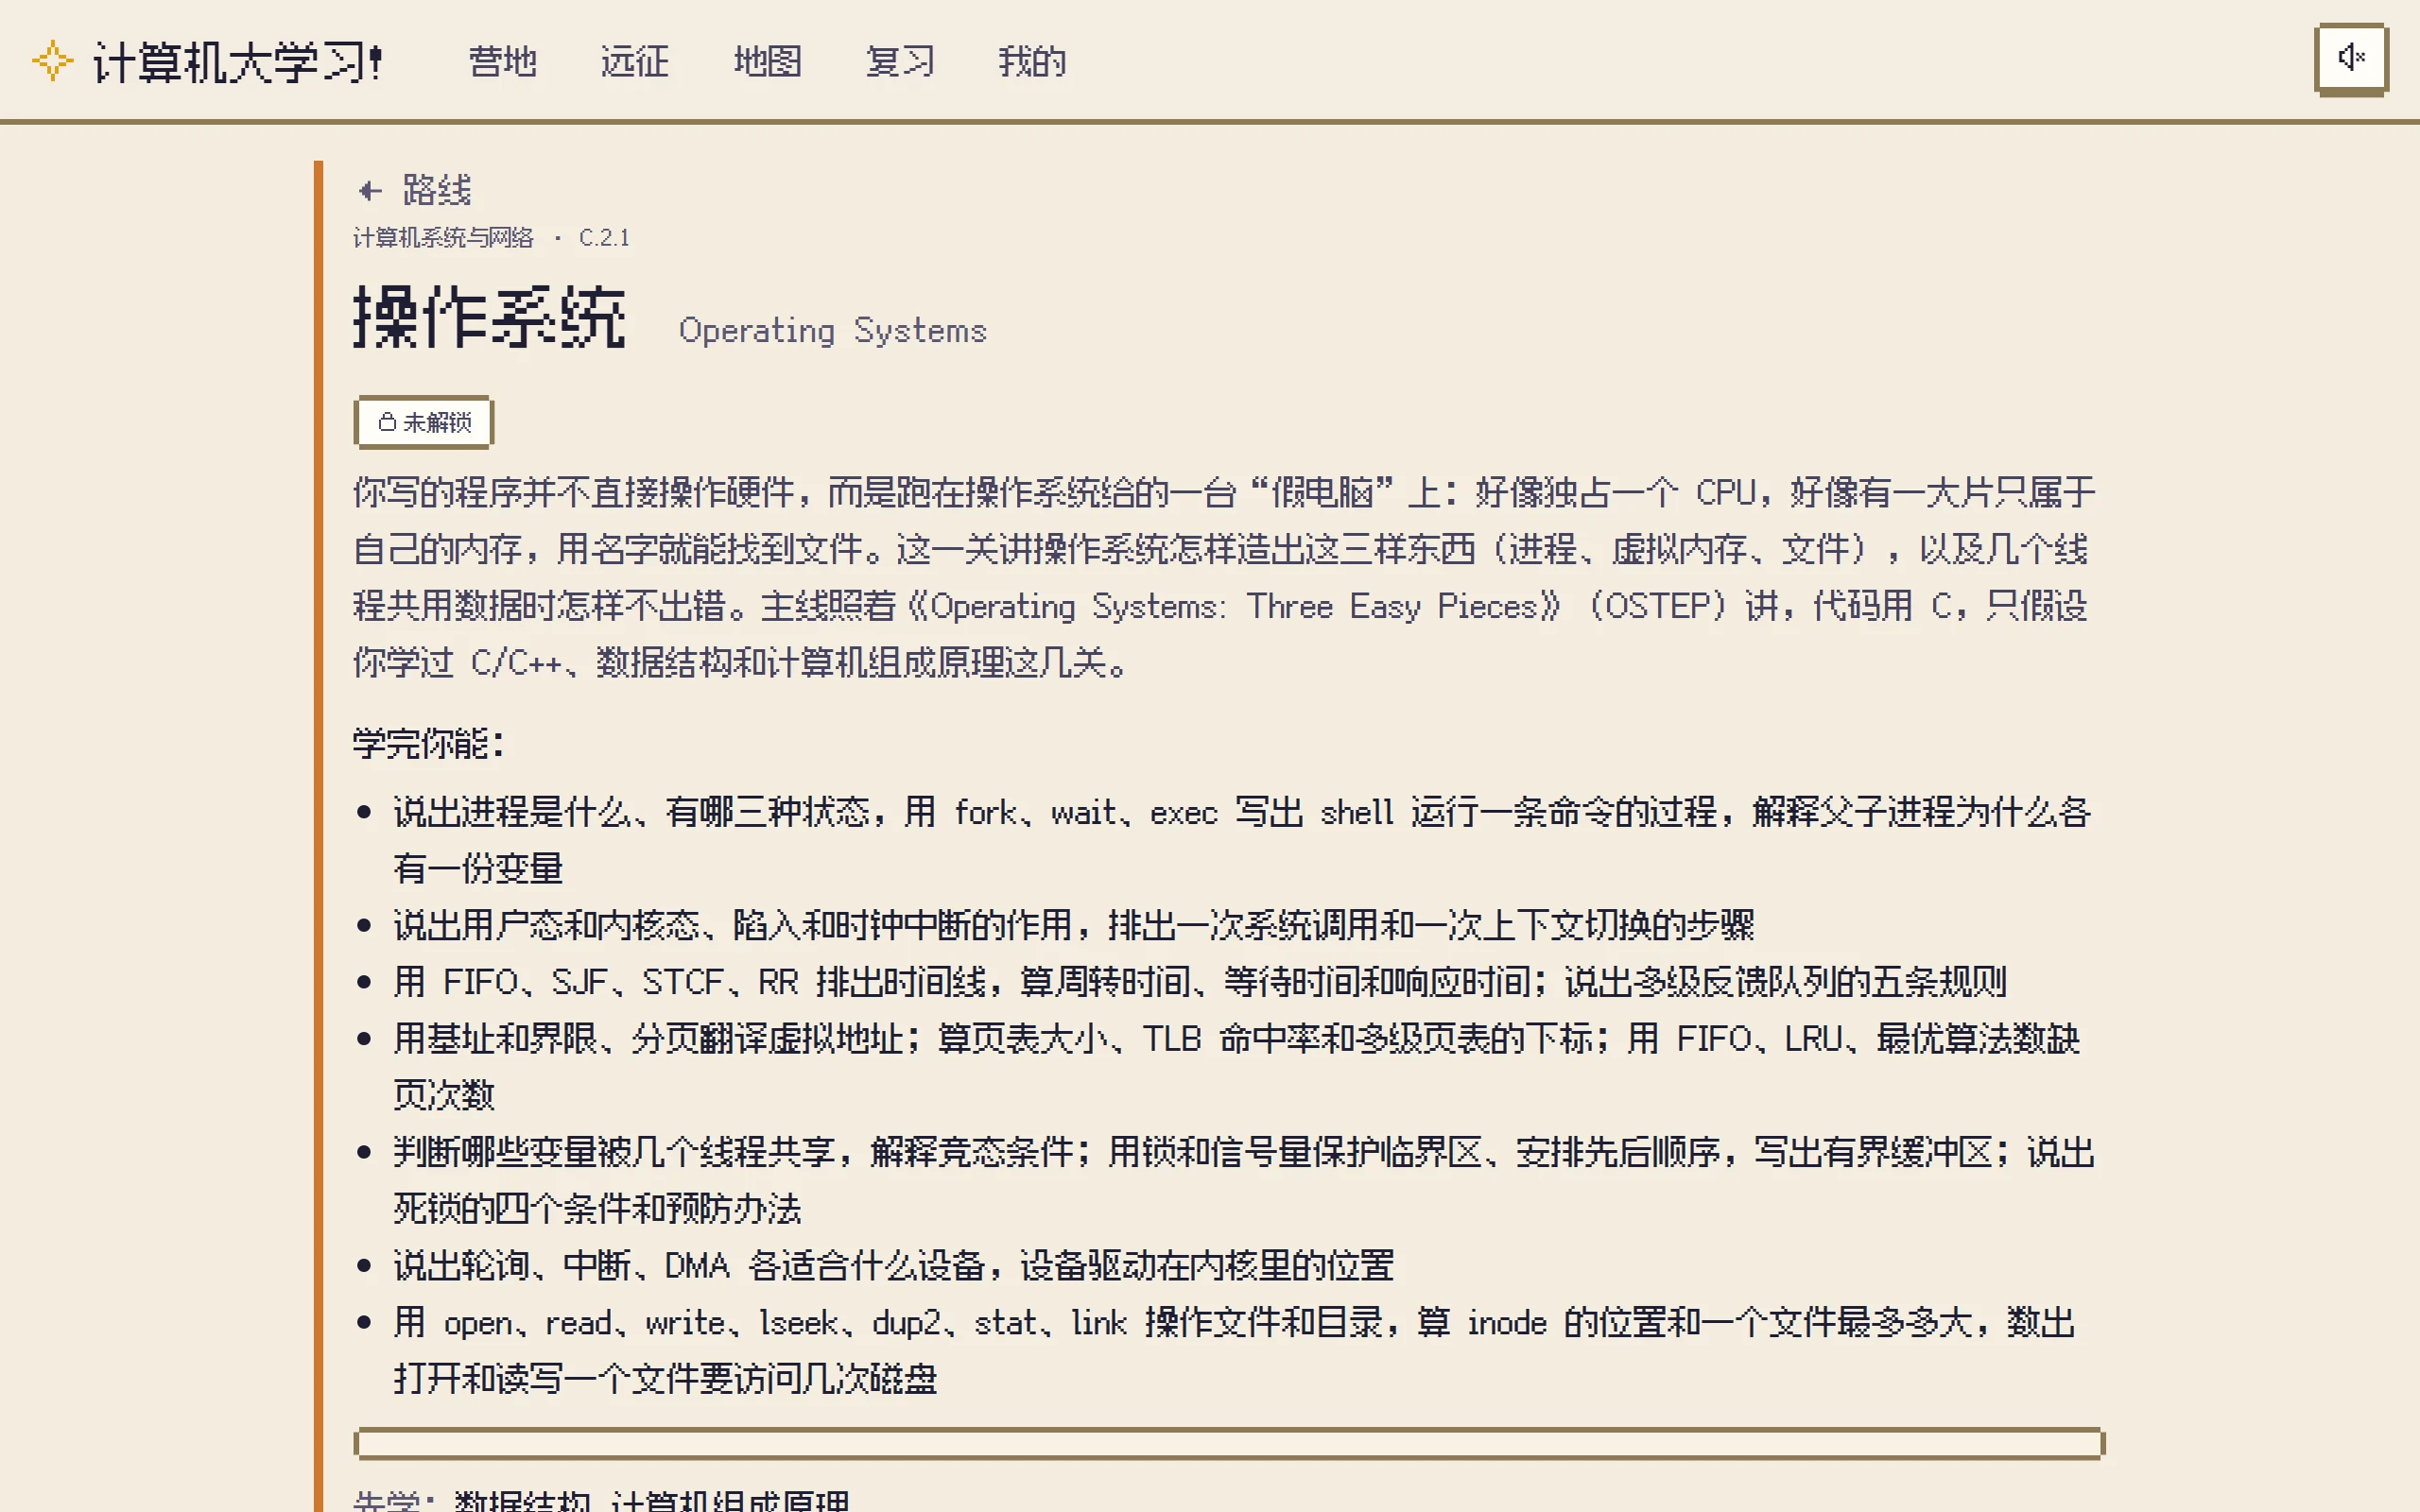 计算机大学习!
营地 远征 地图 复习 我的
← 路线
计算机系统与网络 · C.2.1
操作系统 Operating Systems
未解锁
你写的程序并不直接操作硬件，而是跑在操作系统给的一台“假电脑”上：好像独占一个 CPU，好像有一大片只属于
自己的内存，用名字就能找到文件。这一关讲操作系统怎样造出这三样东西（进程、虚拟内存、文件），以及几个线
程共用数据时怎样不出错。主线照着《Operating Systems: Three Easy Pieces》（OSTEP）讲，代码用 C，只假设
你学过 C/C++、数据结构和计算机组成原理这几关。
学完你能：
• 说出进程是什么、有哪三种状态，用 fork、wait、exec 写出 shell 运行一条命令的过程，解释父子进程为什么各
有一份变量
• 说出用户态和内核态、陷入和时钟中断的作用，排出一次系统调用和一次上下文切换的步骤
• 用 FIFO、SJF、STCF、RR 排出时间线，算周转时间、等待时间和响应时间；说出多级反馈队列的五条规则
• 用基址和界限、分页翻译虚拟地址；算页表大小、TLB 命中率和多级页表的下标；用 FIFO、LRU、最优算法数缺
页次数
• 判断哪些变量被几个线程共享，解释竞态条件；用锁和信号量保护临界区、安排先后顺序，写出有界缓冲区；说出
死锁的四个条件和预防办法
• 说出轮询、中断、DMA 各适合什么设备，设备驱动在内核里的位置
• 用 open、read、write、lseek、dup2、stat、link 操作文件和目录，算 inode 的位置和一个文件最多多大，数出
打开和读写一个文件要访问几次磁盘
先学：数据结构 计算机组成原理